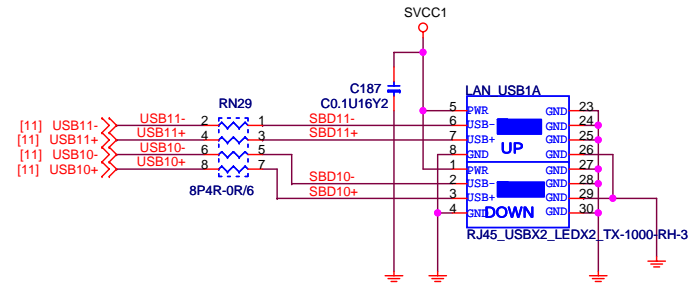 SVCC1
C187
C0.1U16Y2
LAN_USB1A
RN29
[11] USB11- USB11- 2 1 SBD11-
[11] USB11+ USB11+ 4 3 SBD11+
[11] USB10- USB10- 6 5
[11] USB10+ USB10+ 8 7
8P4R-0R/6
SBD10-
SBD10+
5 PWR GND 23
6 USB- GND 24
7 USB+ GND 25
8 GND UP GND 26
1 PWR GND 27
2 USB- GND 28
3 USB+ GND 29
4 GND DOWN GND 30
RJ45_USBX2_LEDX2_TX-1000-RH-3